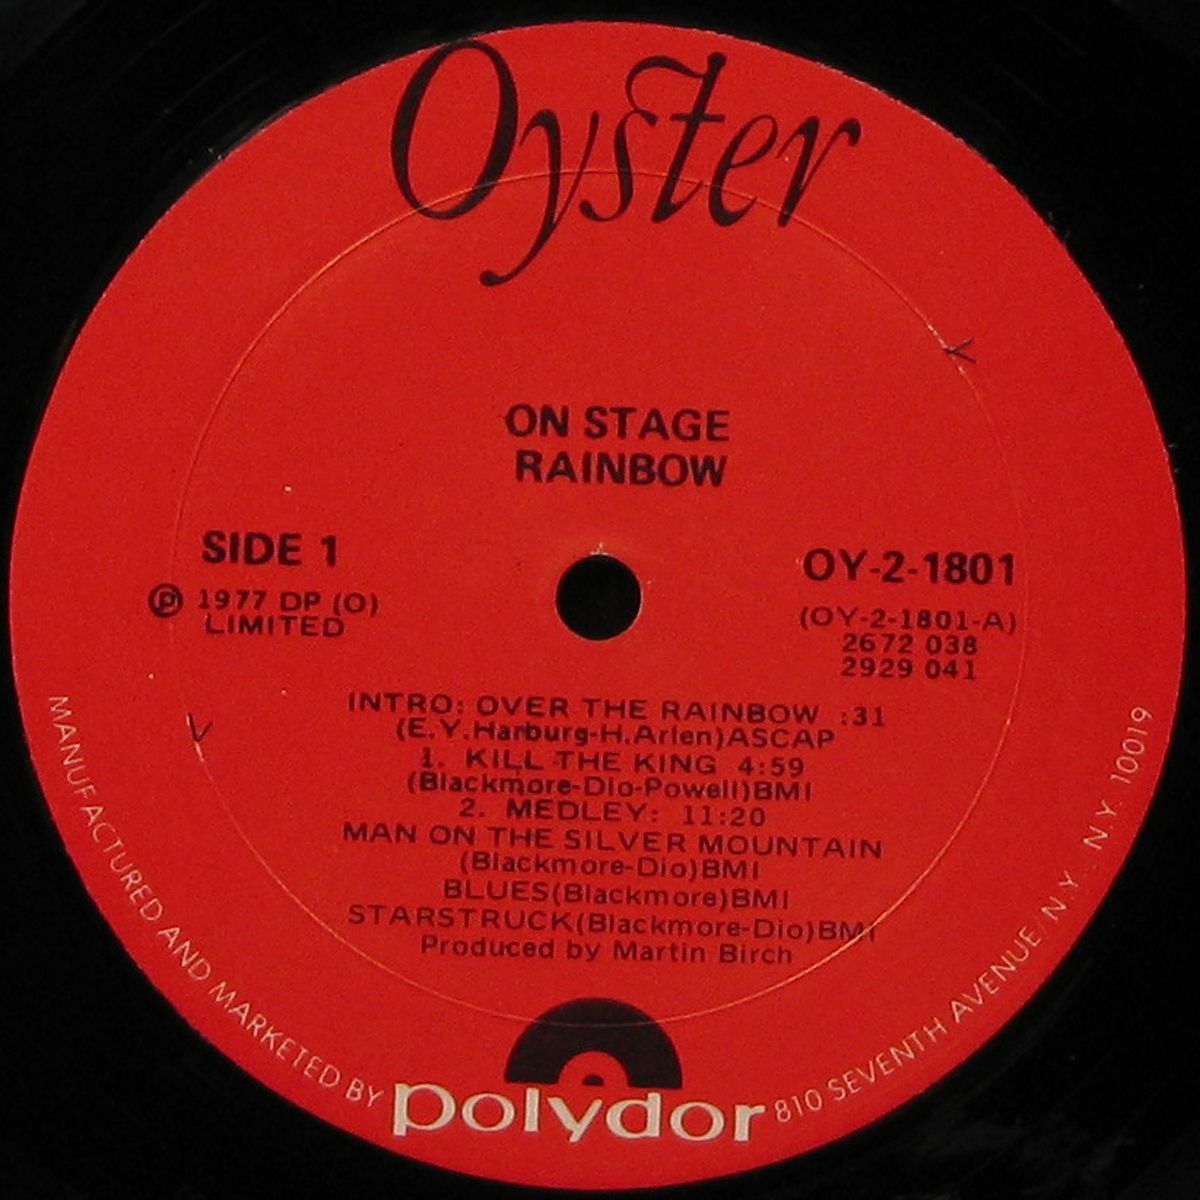 Oyster
ON STAGE
RAINBOW
SIDE 1
℗ 1977 DP (O)
LIMITED
OY-2-1801
(OY-2-1801-A)
2672 038
2929 041
INTRO: OVER THE RAINBOW :31
(E.Y.Harburg-H.Arlen)ASCAP
1. KILL THE KING 4:59
(Blackmore-Dio-Powell)BMI
2. MEDLEY: 11:20
MAN ON THE SILVER MOUNTAIN
(Blackmore-Dio)BMI
BLUES(Blackmore)BMI
STARSTRUCK(Blackmore-Dio)BMI
Produced by Martin Birch
MANUFACTURED AND MARKETED BY polydor 810 SEVENTH AVENUE/N.Y., N.Y. 10019